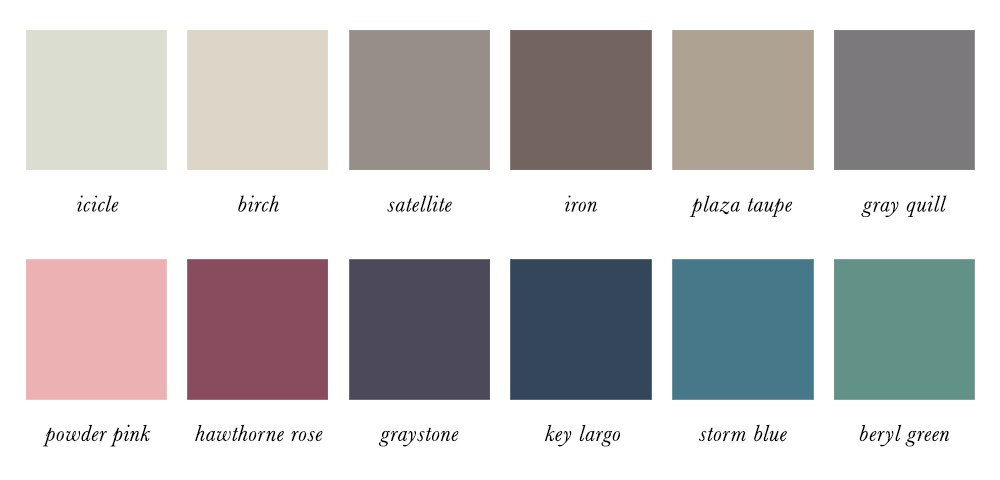 icicle birch satellite iron plaza taupe gray quill
powder pink hawthorne rose graystone key largo storm blue beryl green